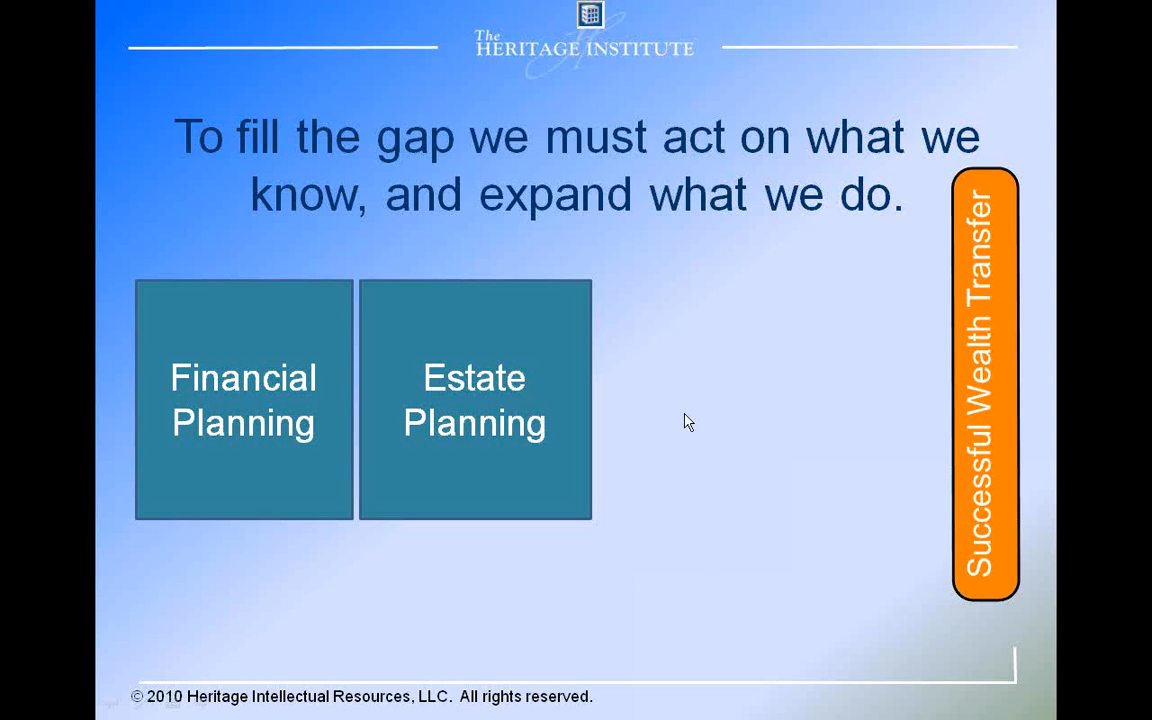 The
HERITAGE INSTITUTE
To fill the gap we must act on what we
know, and expand what we do.
Financial
Planning
Estate
Planning
Successful Wealth Transfer
© 2010 Heritage Intellectual Resources, LLC. All rights reserved.